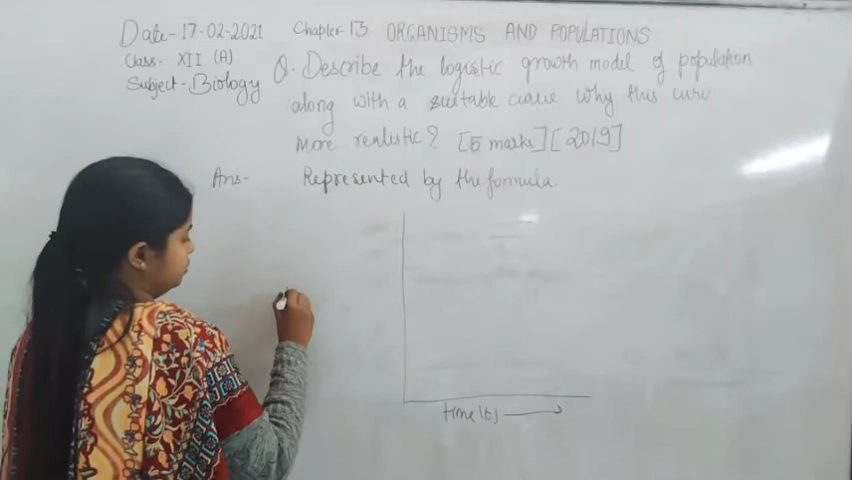 Date-17-02-2021 Chapter-13 ORGANISMS AND POPULATIONS
Class- XII (A)
Subject-Biology
Q. Describe the logistic growth model of population
along with a suitable curve why this curv
more realistic? [5 marks] [2019]
Ans- Represented by the formula.
time(t)